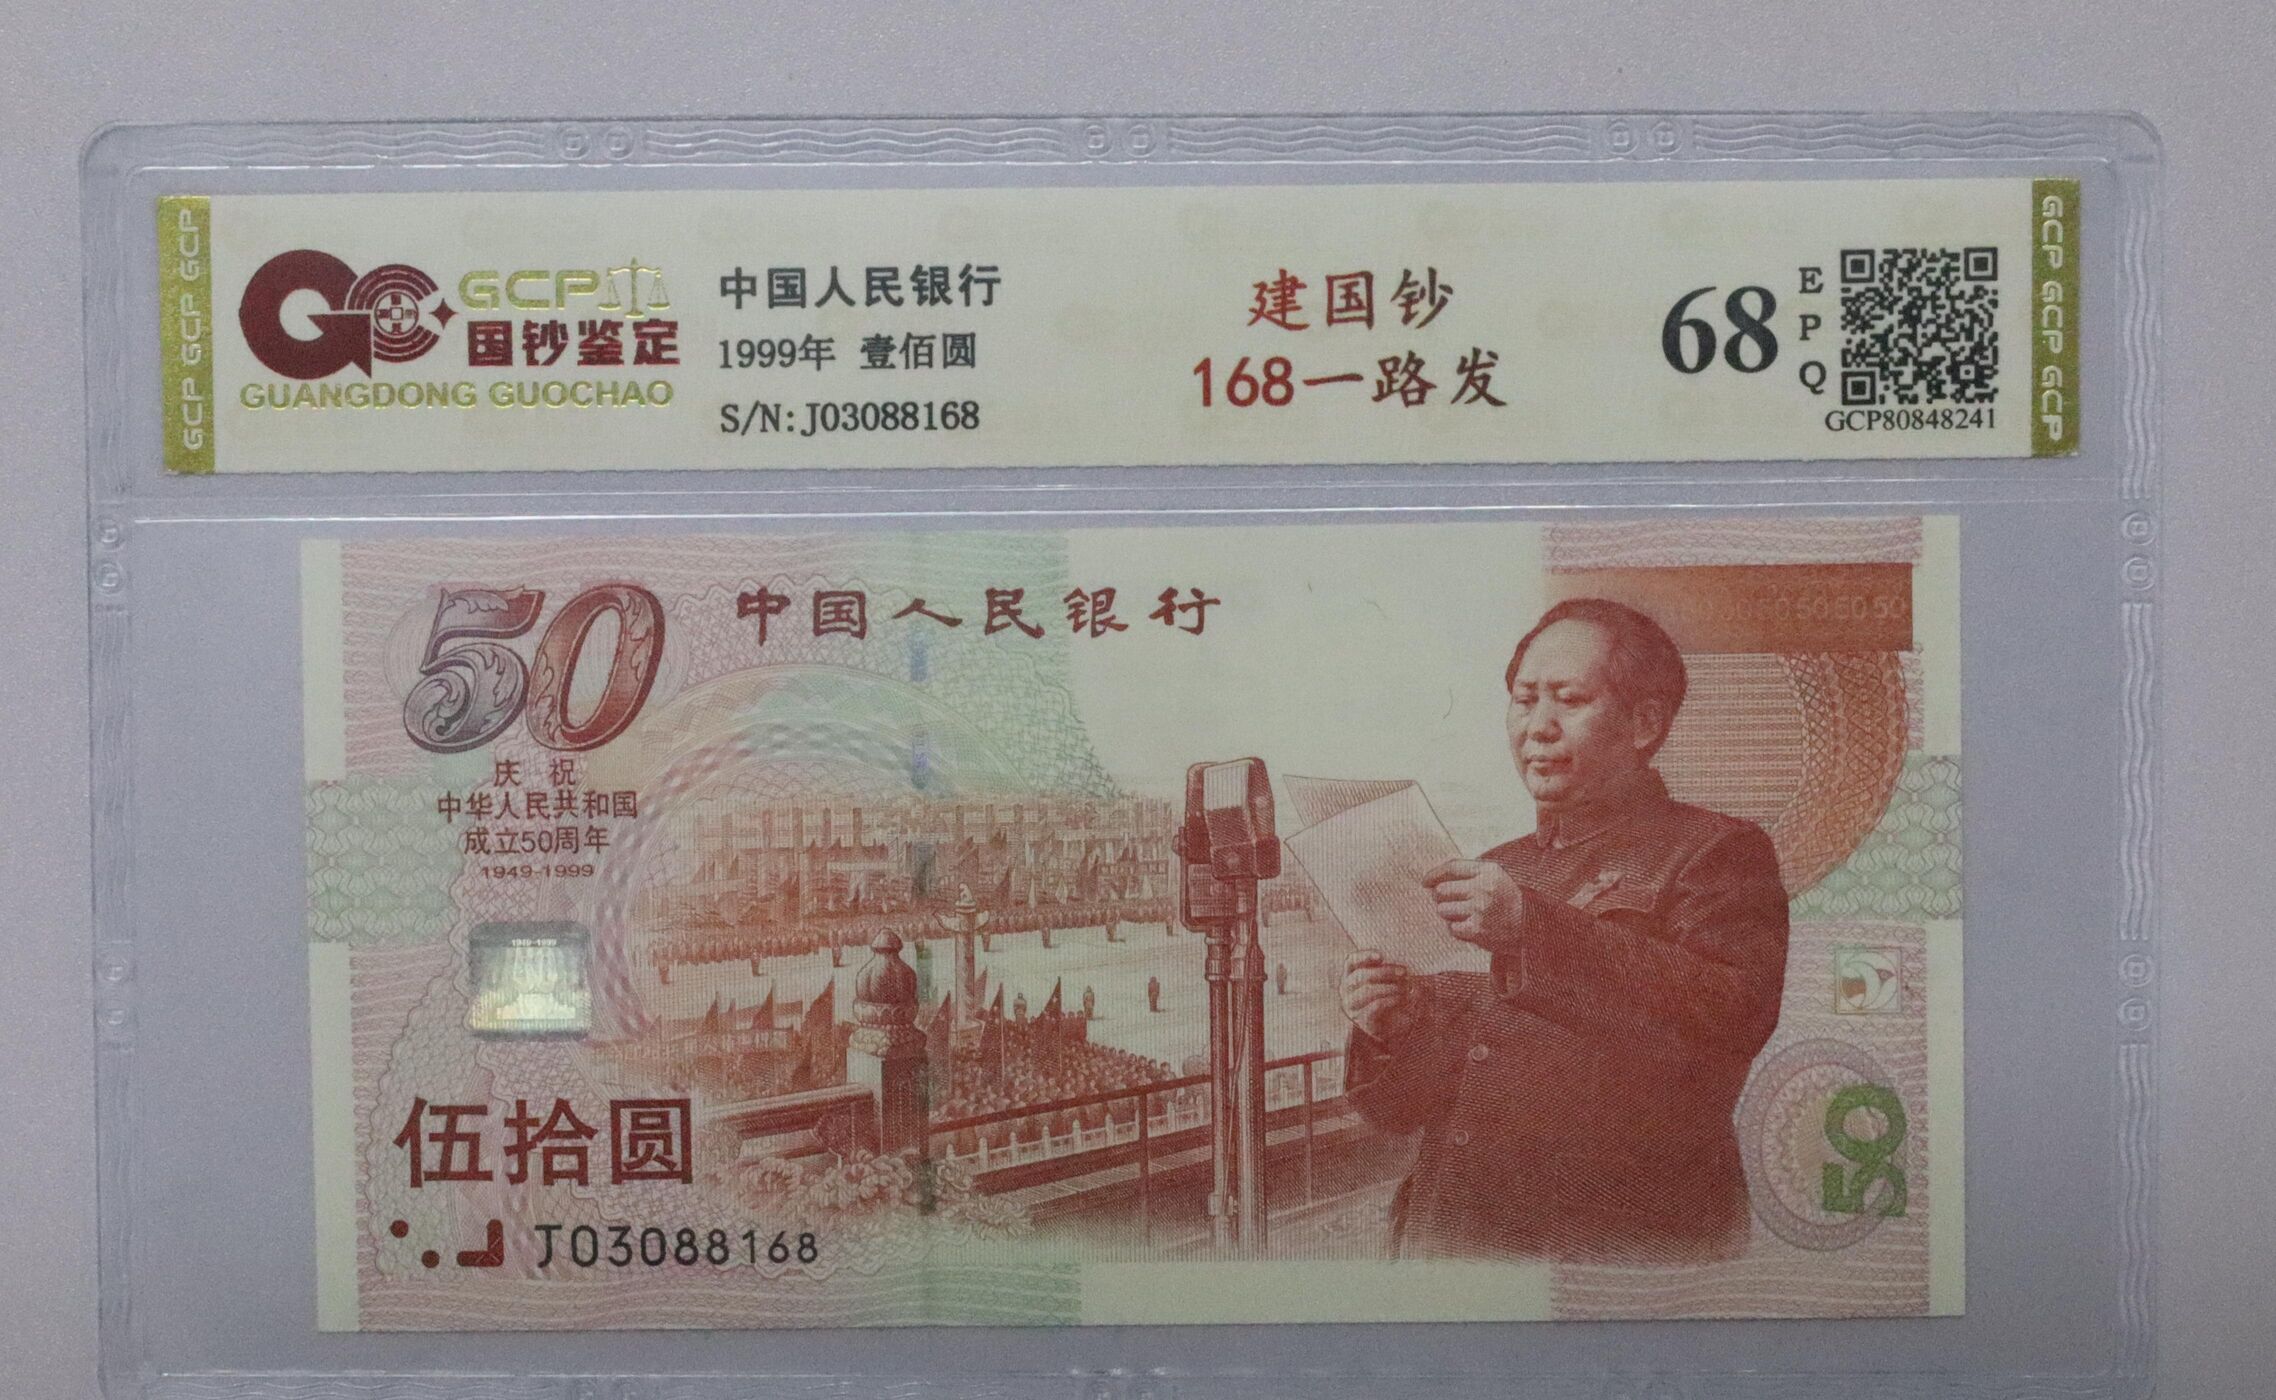 GCP
国钞鉴定
GUANGDONG GUOCHAO
中国人民银行
1999年 壹佰圆
S/N:J03088168
建国钞
168一路发
68
EPQ
GCP80848241
GCP GCP GCP
GCP GCP GCP
50
中国人民银行
庆祝
中华人民共和国
成立50周年
1949-1999
1949-1999
伍拾圆
J03088168
50